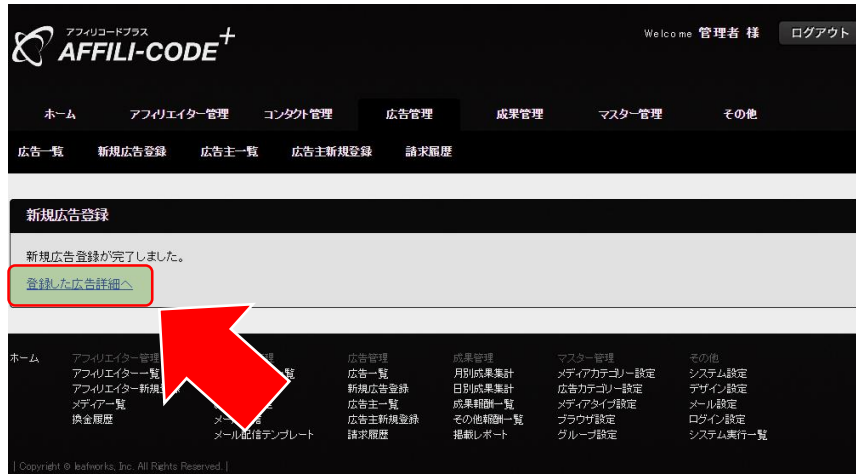 アフィリコードプラス
AFFILI-CODE+
Welcome 管理者 様 ログアウト
ホーム アフィリエイター管理 コンタクト管理 広告管理 成果管理 マスター管理 その他
広告一覧 新規広告登録 広告主一覧 広告主新規登録 請求履歴
新規広告登録
新規広告登録が完了しました。
登録した広告詳細へ
ホーム アフィリエイター管理 広告管理 成果管理 マスター管理 その他
アフィリエイター一覧 覧 広告一覧 月別成果集計 メディアカテゴリー設定 システム設定
アフィリエイター新規 新規広告登録 日別成果集計 広告カテゴリー設定 デザイン設定
メディアー覧 広告主一覧 成果報酬一覧 メディアタイプ設定 メール設定
換金履歴 広告主新規登録 その他報酬一覧 ブラウザ設定 ログイン設定
メール配信テンプレート 請求履歴 掲載レポート グループ設定 システム実行一覧
| Copyright © leafworks, Inc. All Rights Reserved. |